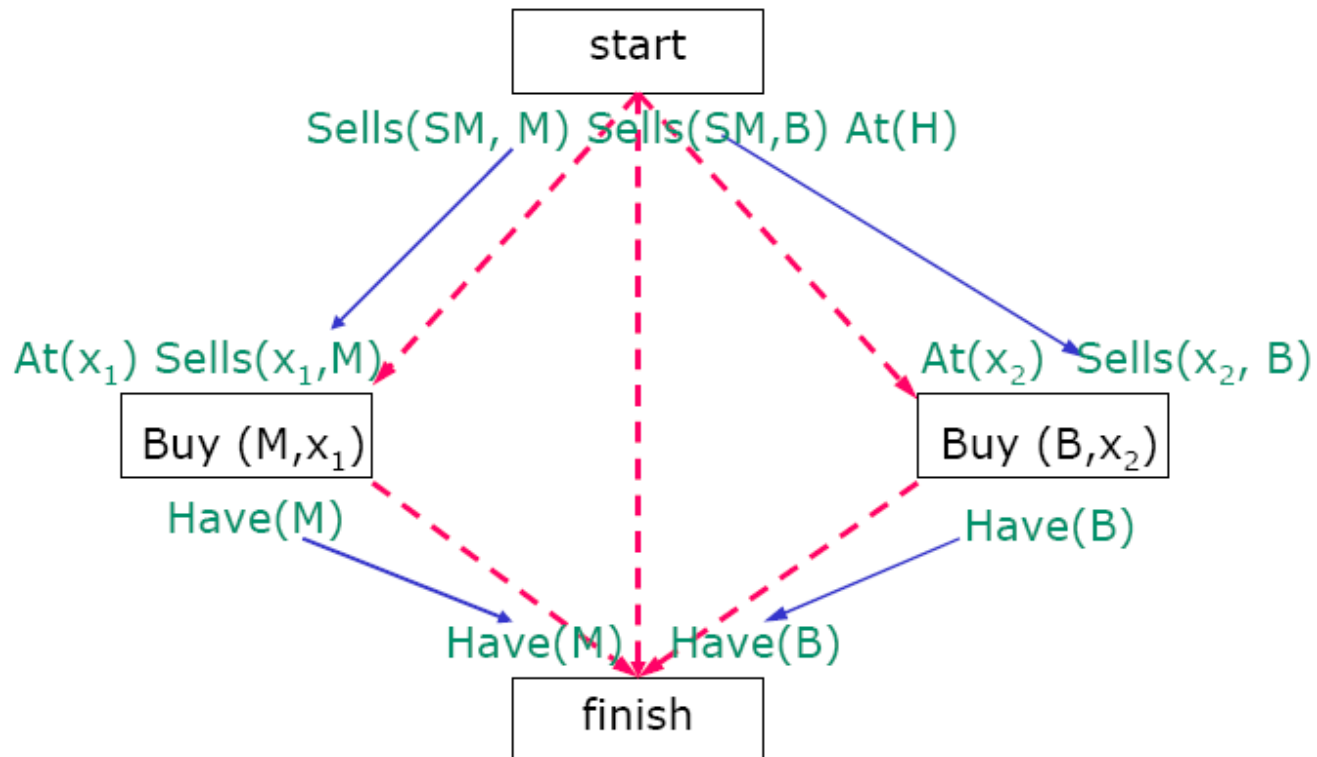 start
Sells(SM, M) Sells(SM,B) At(H)
At(x₁) Sells(x₁,M)
At(x₂) Sells(x₂, B)
Buy (M,x₁)
Buy (B,x₂)
Have(M)
Have(B)
Have(M)
Have(B)
finish